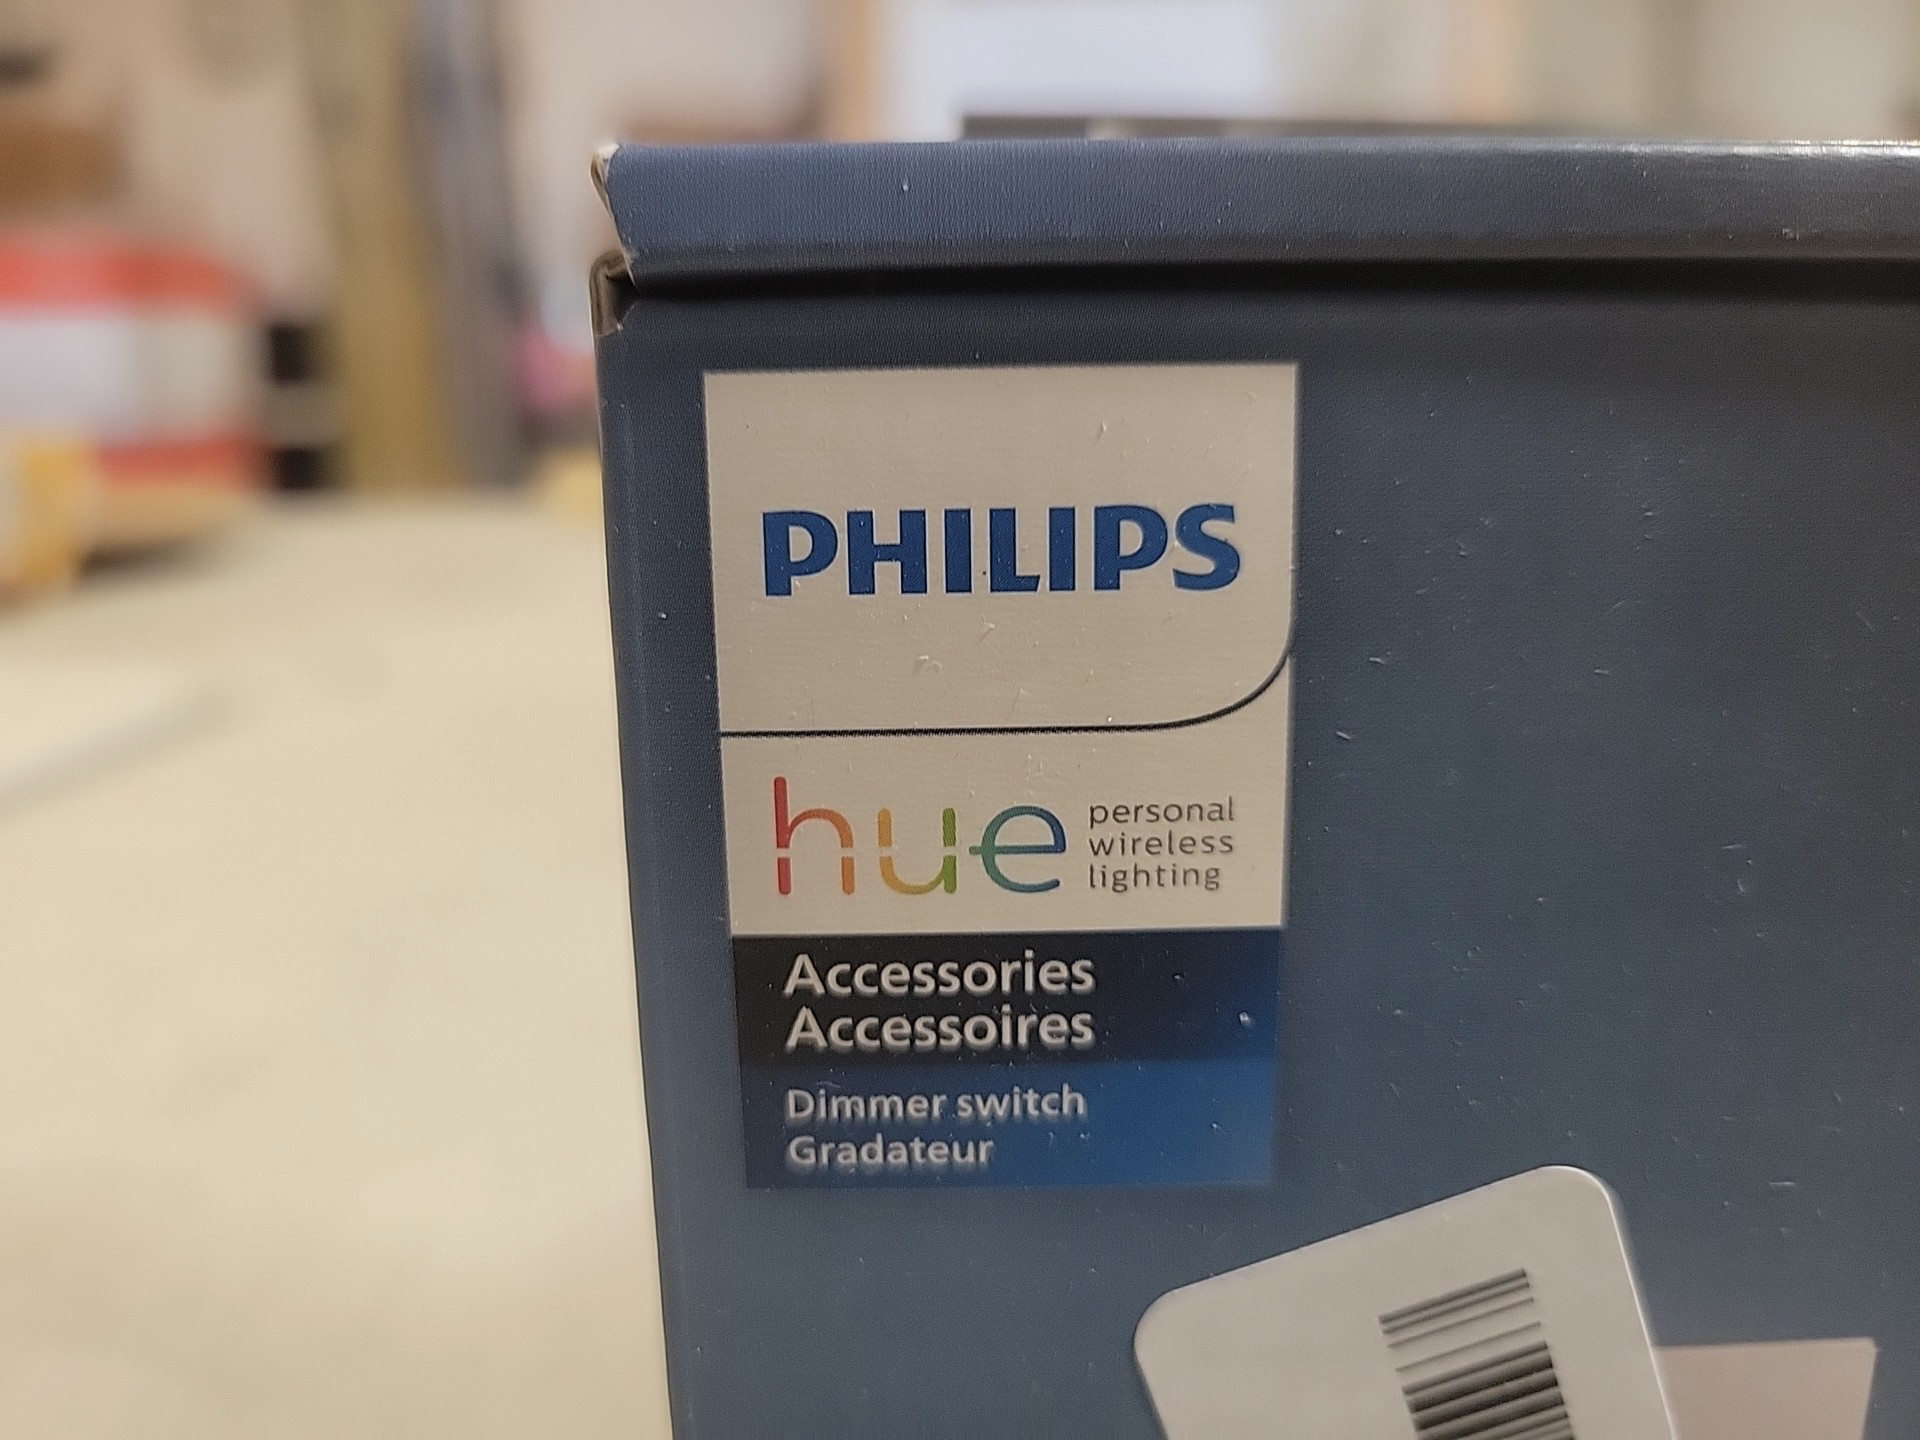 PHILIPS
hue
personal
wireless
lighting
Accessories
Accessoires
Dimmer switch
Gradateur